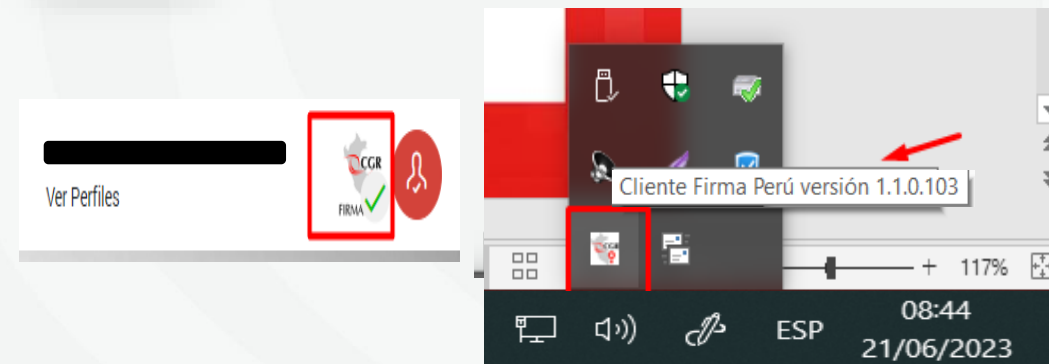 CGR
FIRMA
Ver Perfiles
Cliente Firma Perú versión 1.1.0.103
CGR
117%
ESP
08:44
21/06/2023